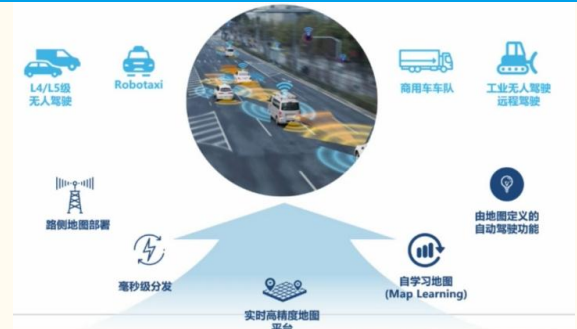 L4/L5级
无人驾驶
Robotaxi
商用车车队
工业无人驾驶
远程驾驶
路侧地图部署
毫秒级分发
实时高精度地图
平台
自学习地图
(Map Learning)
由地图定义的
自动驾驶功能